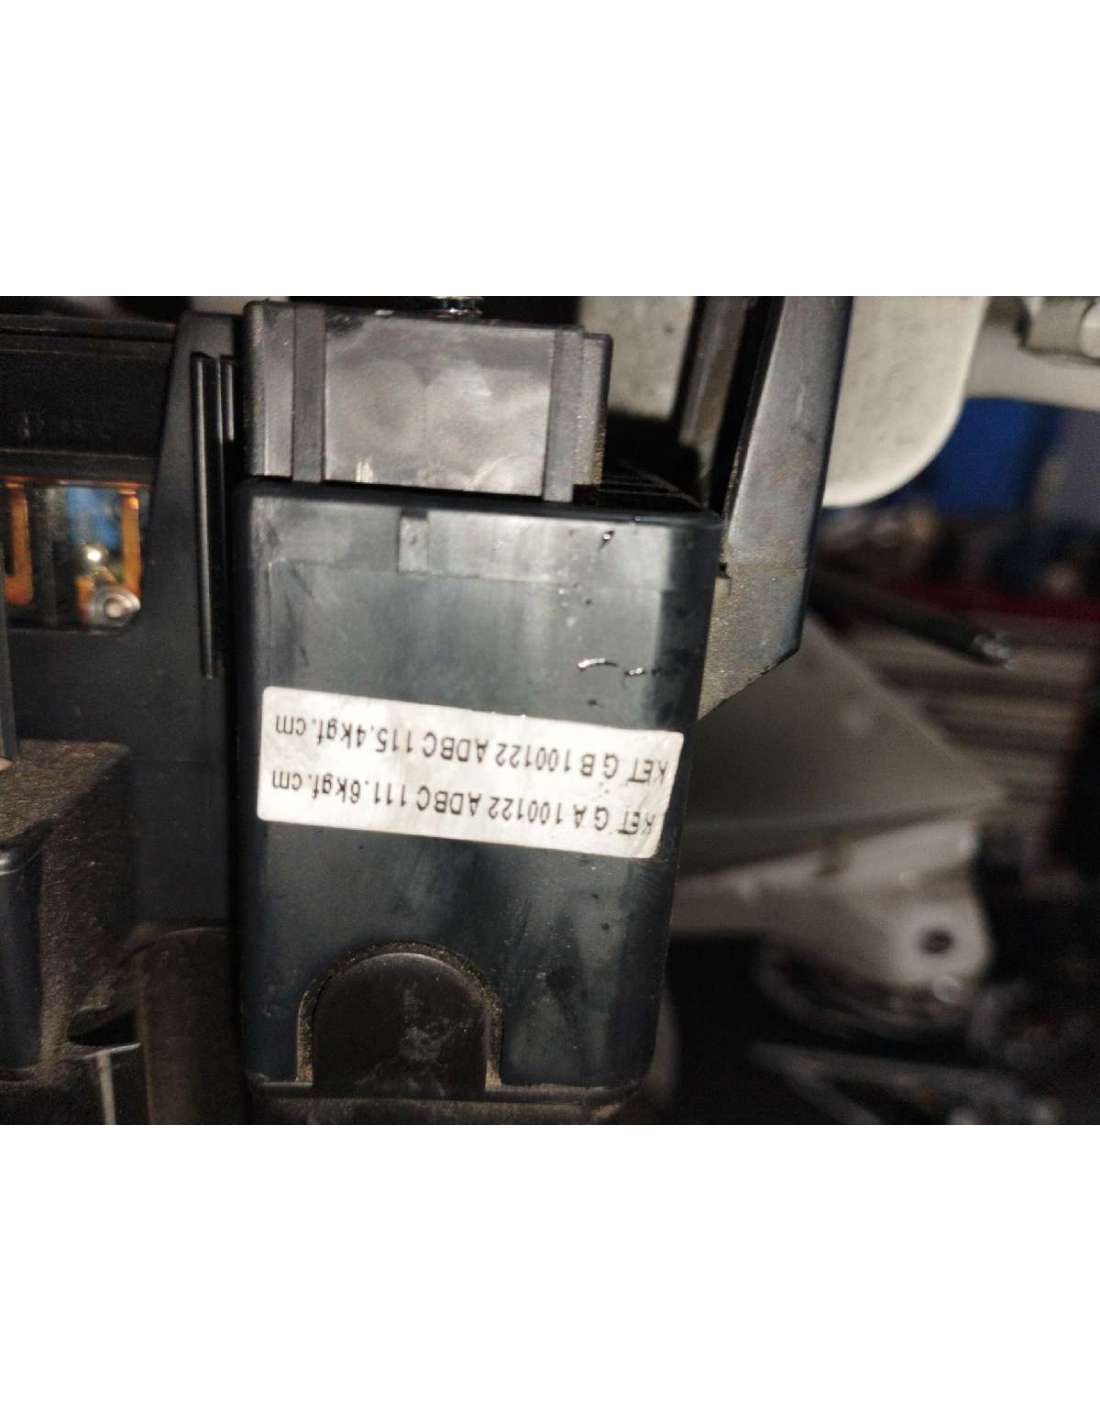 KET G A 100122 ADBC 111.6kgf.cm
KET G B 100122 ADBC 115.4kgf.cm